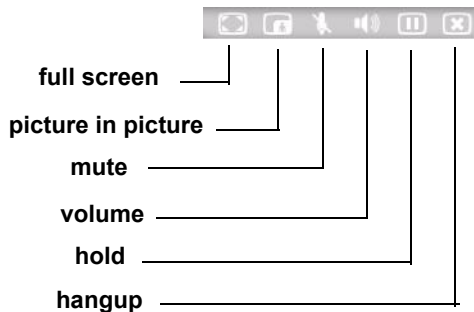 full screen
picture in picture
mute
volume
hold
hangup